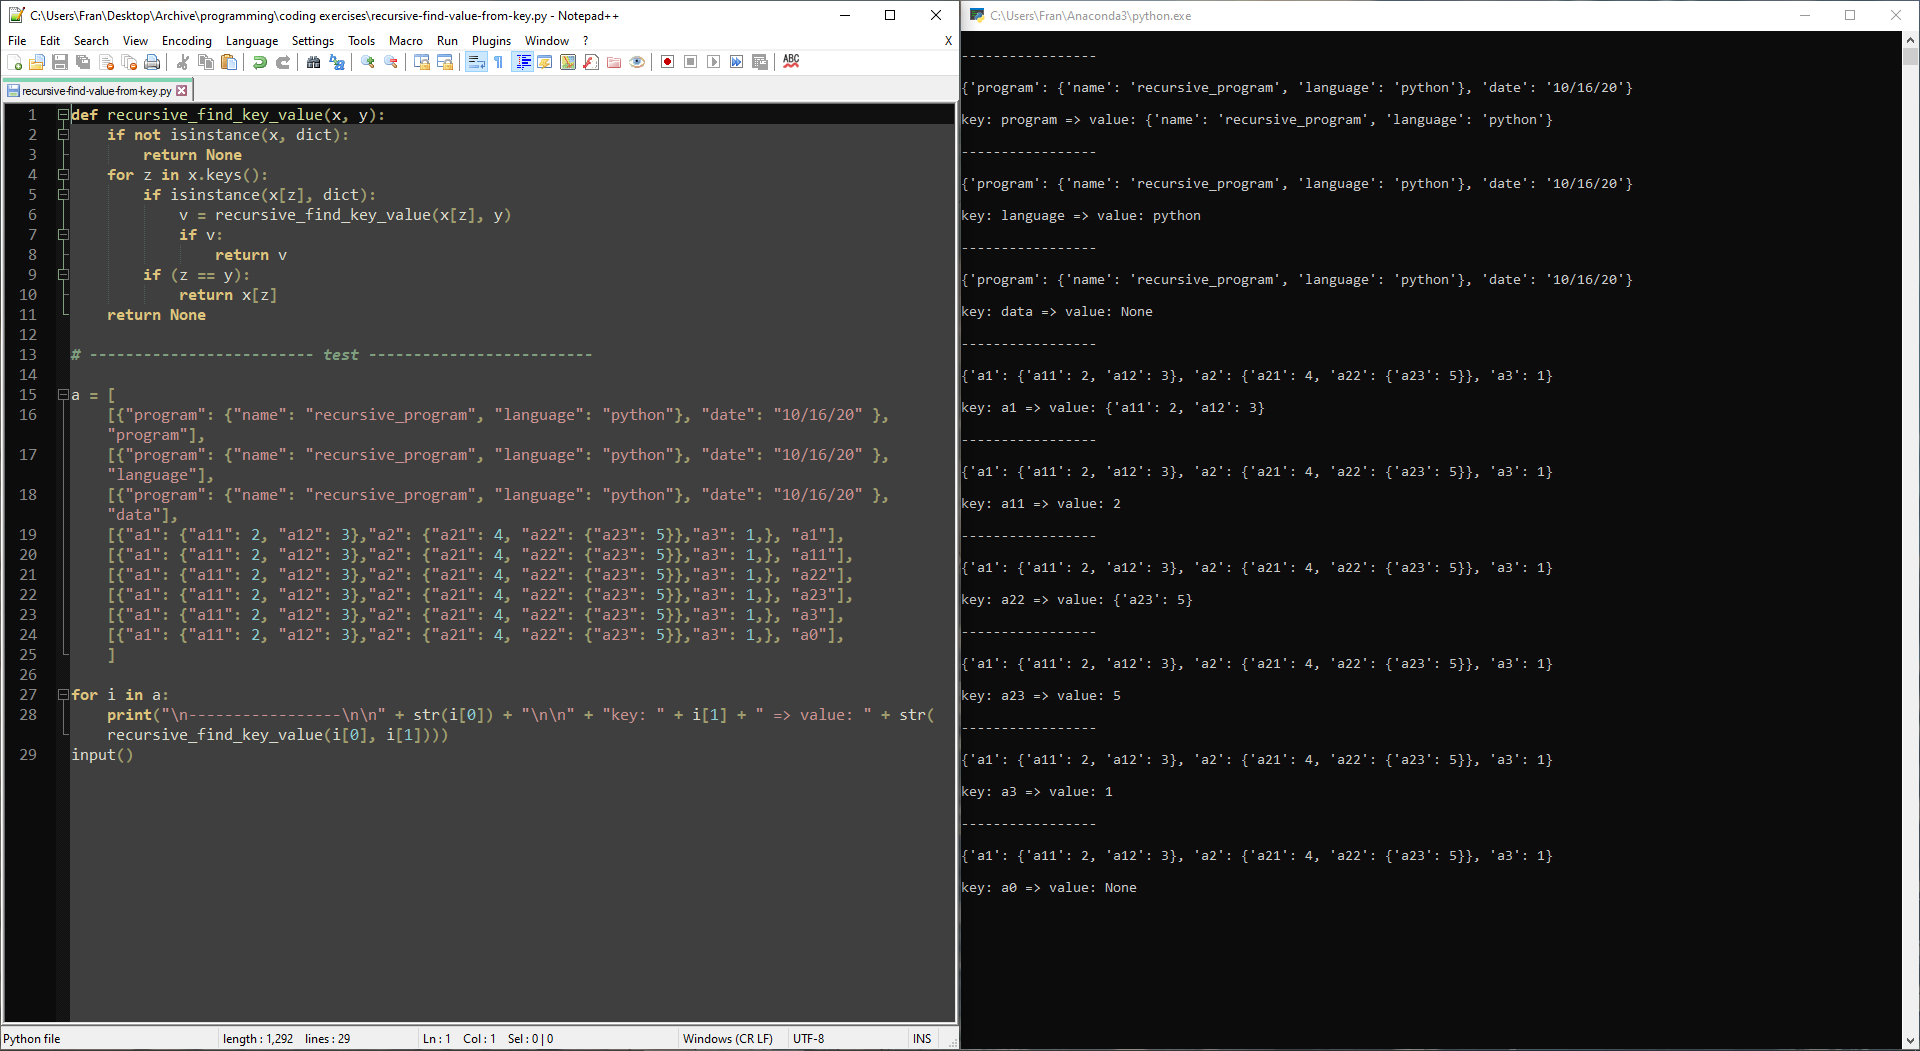 C:\Users\Fran\Desktop\Archive\programming\coding exercises\recursive-find-value-from-key.py - Notepad++
File Edit Search View Encoding Language Settings Tools Macro Run Plugins Window ? X
ABC
recursive-find-value-from-key.py
1 def recursive_find_key_value(x, y):
2     if not isinstance(x, dict):
3         return None
4     for z in x.keys():
5         if isinstance(x[z], dict):
6             v = recursive_find_key_value(x[z], y)
7             if v:
8                 return v
9         if (z == y):
10             return x[z]
11     return None
12
13 # ------------------------- test -------------------------
14
15 a = [
16     [{"program": {"name": "recursive_program", "language": "python"}, "date": "10/16/20" },
    "program"],
17     [{"program": {"name": "recursive_program", "language": "python"}, "date": "10/16/20" },
    "language"],
18     [{"program": {"name": "recursive_program", "language": "python"}, "date": "10/16/20" },
    "data"],
19     [{"a1": {"a11": 2, "a12": 3},"a2": {"a21": 4, "a22": {"a23": 5}},"a3": 1,}, "a1"],
20     [{"a1": {"a11": 2, "a12": 3},"a2": {"a21": 4, "a22": {"a23": 5}},"a3": 1,}, "a11"],
21     [{"a1": {"a11": 2, "a12": 3},"a2": {"a21": 4, "a22": {"a23": 5}},"a3": 1,}, "a22"],
22     [{"a1": {"a11": 2, "a12": 3},"a2": {"a21": 4, "a22": {"a23": 5}},"a3": 1,}, "a23"],
23     [{"a1": {"a11": 2, "a12": 3},"a2": {"a21": 4, "a22": {"a23": 5}},"a3": 1,}, "a3"],
24     [{"a1": {"a11": 2, "a12": 3},"a2": {"a21": 4, "a22": {"a23": 5}},"a3": 1,}, "a0"],
25     ]
26
27 for i in a:
28     print("\n-----------------\n\n" + str(i[0]) + "\n\n" + "key: " + i[1] + " => value: " + str(
    recursive_find_key_value(i[0], i[1])))
29 input()
Python file length : 1,292 lines : 29 Ln : 1 Col : 1 Sel : 0 | 0 Windows (CR LF) UTF-8 INS
C:\Users\Fran\Anaconda3\python.exe
-----------------
{'program': {'name': 'recursive_program', 'language': 'python'}, 'date': '10/16/20'}
key: program => value: {'name': 'recursive_program', 'language': 'python'}
-----------------
{'program': {'name': 'recursive_program', 'language': 'python'}, 'date': '10/16/20'}
key: language => value: python
-----------------
{'program': {'name': 'recursive_program', 'language': 'python'}, 'date': '10/16/20'}
key: data => value: None
-----------------
{'a1': {'a11': 2, 'a12': 3}, 'a2': {'a21': 4, 'a22': {'a23': 5}}, 'a3': 1}
key: a1 => value: {'a11': 2, 'a12': 3}
-----------------
{'a1': {'a11': 2, 'a12': 3}, 'a2': {'a21': 4, 'a22': {'a23': 5}}, 'a3': 1}
key: a11 => value: 2
-----------------
{'a1': {'a11': 2, 'a12': 3}, 'a2': {'a21': 4, 'a22': {'a23': 5}}, 'a3': 1}
key: a22 => value: {'a23': 5}
-----------------
{'a1': {'a11': 2, 'a12': 3}, 'a2': {'a21': 4, 'a22': {'a23': 5}}, 'a3': 1}
key: a23 => value: 5
-----------------
{'a1': {'a11': 2, 'a12': 3}, 'a2': {'a21': 4, 'a22': {'a23': 5}}, 'a3': 1}
key: a3 => value: 1
-----------------
{'a1': {'a11': 2, 'a12': 3}, 'a2': {'a21': 4, 'a22': {'a23': 5}}, 'a3': 1}
key: a0 => value: None